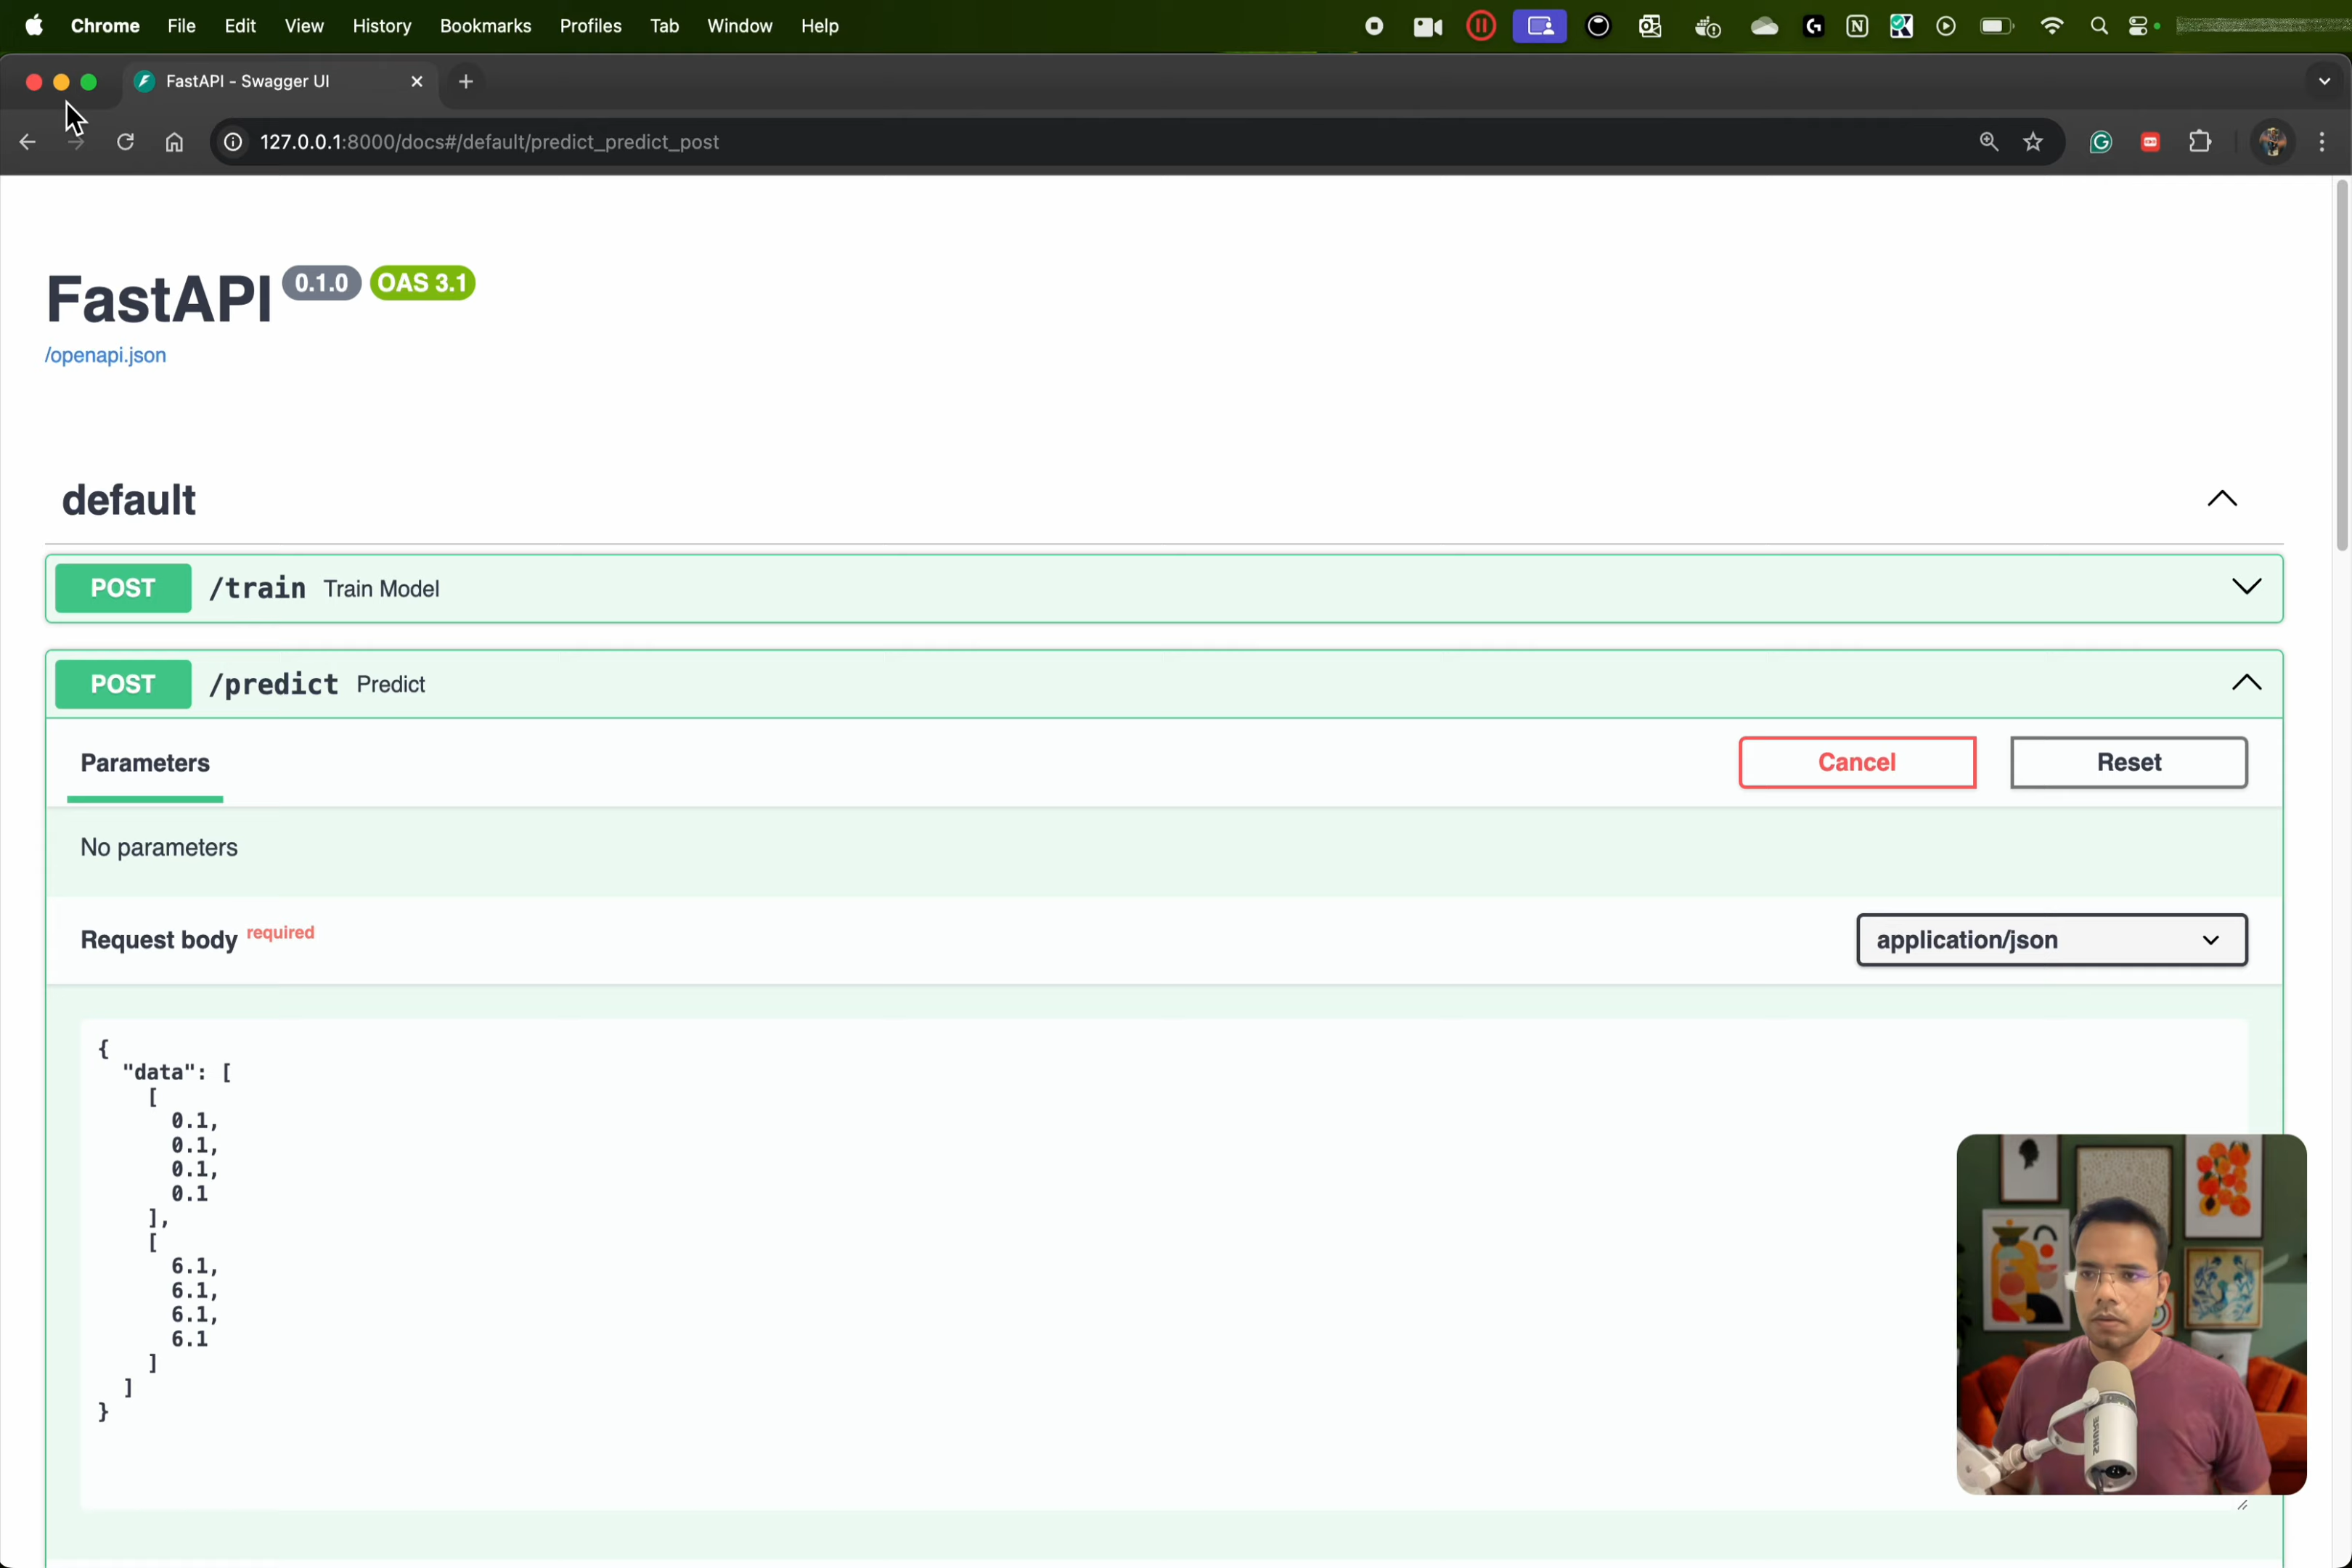 Chrome File Edit View History Bookmarks Profiles Tab Window Help
FastAPI - Swagger UI
127.0.0.1:8000/docs#/default/predict_predict_post
FastAPI 0.1.0 OAS 3.1
/openapi.json
default
POST /train Train Model
POST /predict Predict
Parameters Cancel Reset
No parameters
Request body required application/json
{
"data": [
[
0.1,
0.1,
0.1,
0.1
],
[
6.1,
6.1,
6.1,
6.1
]
]
}